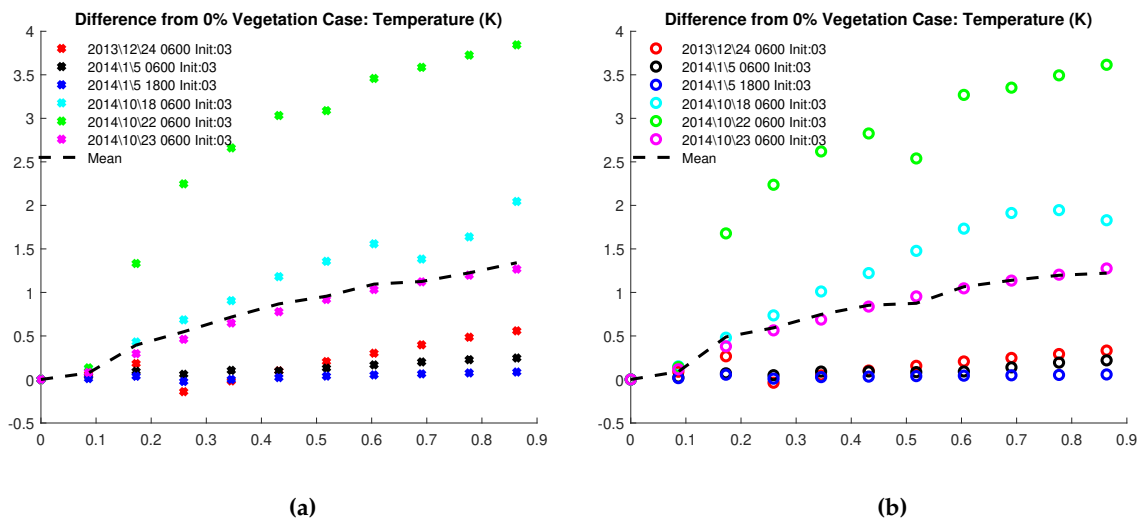 Difference from 0% Vegetation Case: Temperature (K)
4
3.5
3
2.5
2
1.5
1
0.5
0
-0.5
0 0.1 0.2 0.3 0.4 0.5 0.6 0.7 0.8 0.9
2013\12\24 0600 Init:03
2014\1\5 0600 Init:03
2014\1\5 1800 Init:03
2014\10\18 0600 Init:03
2014\10\22 0600 Init:03
2014\10\23 0600 Init:03
Mean
(a)
Difference from 0% Vegetation Case: Temperature (K)
4
3.5
3
2.5
2
1.5
1
0.5
0
-0.5
0 0.1 0.2 0.3 0.4 0.5 0.6 0.7 0.8 0.9
2013\12\24 0600 Init:03
2014\1\5 0600 Init:03
2014\1\5 1800 Init:03
2014\10\18 0600 Init:03
2014\10\22 0600 Init:03
2014\10\23 0600 Init:03
Mean
(b)